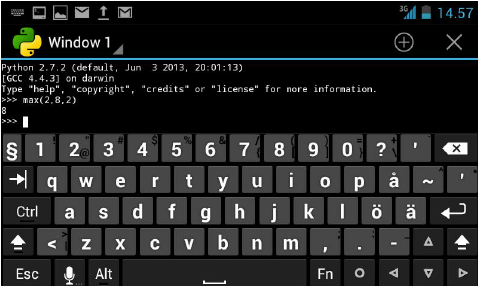 3G 14.57
Window 1
Python 2.7.2 (default, Jun 3 2013, 20:01:13)
[GCC 4.4.3] on darwin
Type "help", "copyright", "credits" or "license" for more information.
>>> max(2,8,2)
8
>>>
§ 1 ! 2 " @ 3 # 4 $ 5 % 6 & 7 / { 8 ( [ 9 ) ] 0 = } ? + \ '
q w e r t y u i o p å ~ ^ ' *
Ctrl a s d f g h j k l ö ä
< > | z x c v b n m , ; . : - _
Esc Alt Fn